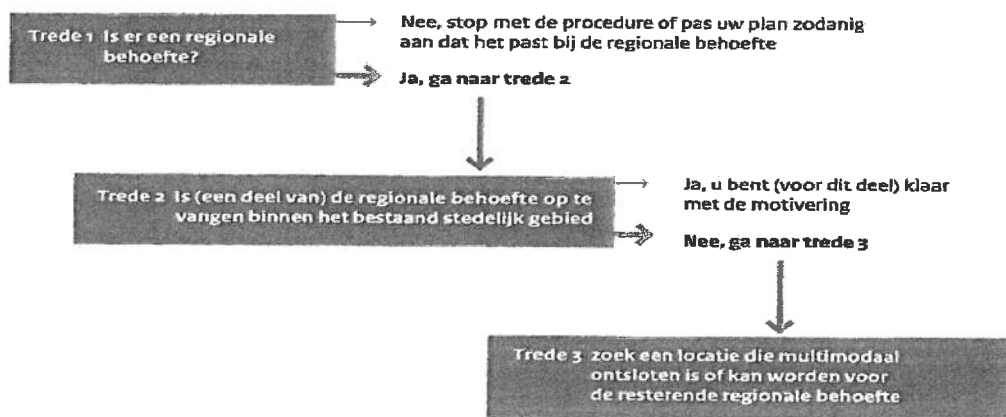 Trede 1 Is er een regionale
behoefte?
Nee, stop met de procedure of pas uw plan zodanig
aan dat het past bij de regionale behoefte
Ja, ga naar trede 2
Trede 2 Is (een deel van) de regionale behoefte op te
vangen binnen het bestaand stedelijk gebied
Ja, u bent (voor dit deel) klaar
met de motivering
Nee, ga naar trede 3
Trede 3 zoek een locatie die multimodaal
ontsloten is of kan worden voor
de resterende regionale behoefte